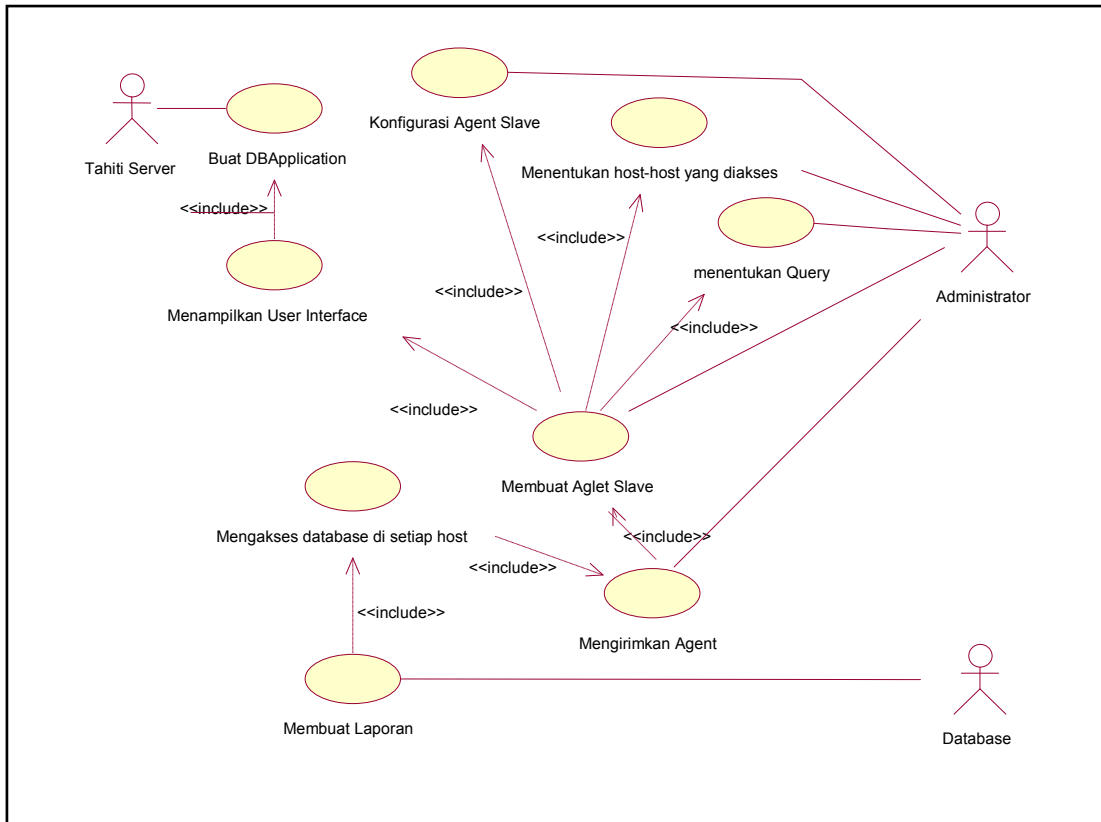 Konfigurasi Agent Slave
Tahiti Server
Buat DBApplication
Menentukan host-host yang diakses
<<include>>
<<include>>
menentukan Query
Menampilkan User Interface
<<include>>
Administrator
<<include>>
<<include>>
Membuat Aglet Slave
Mengakses database di setiap host
<<include>>
<<include>>
<<include>>
Mengirimkan Agent
Membuat Laporan
Database